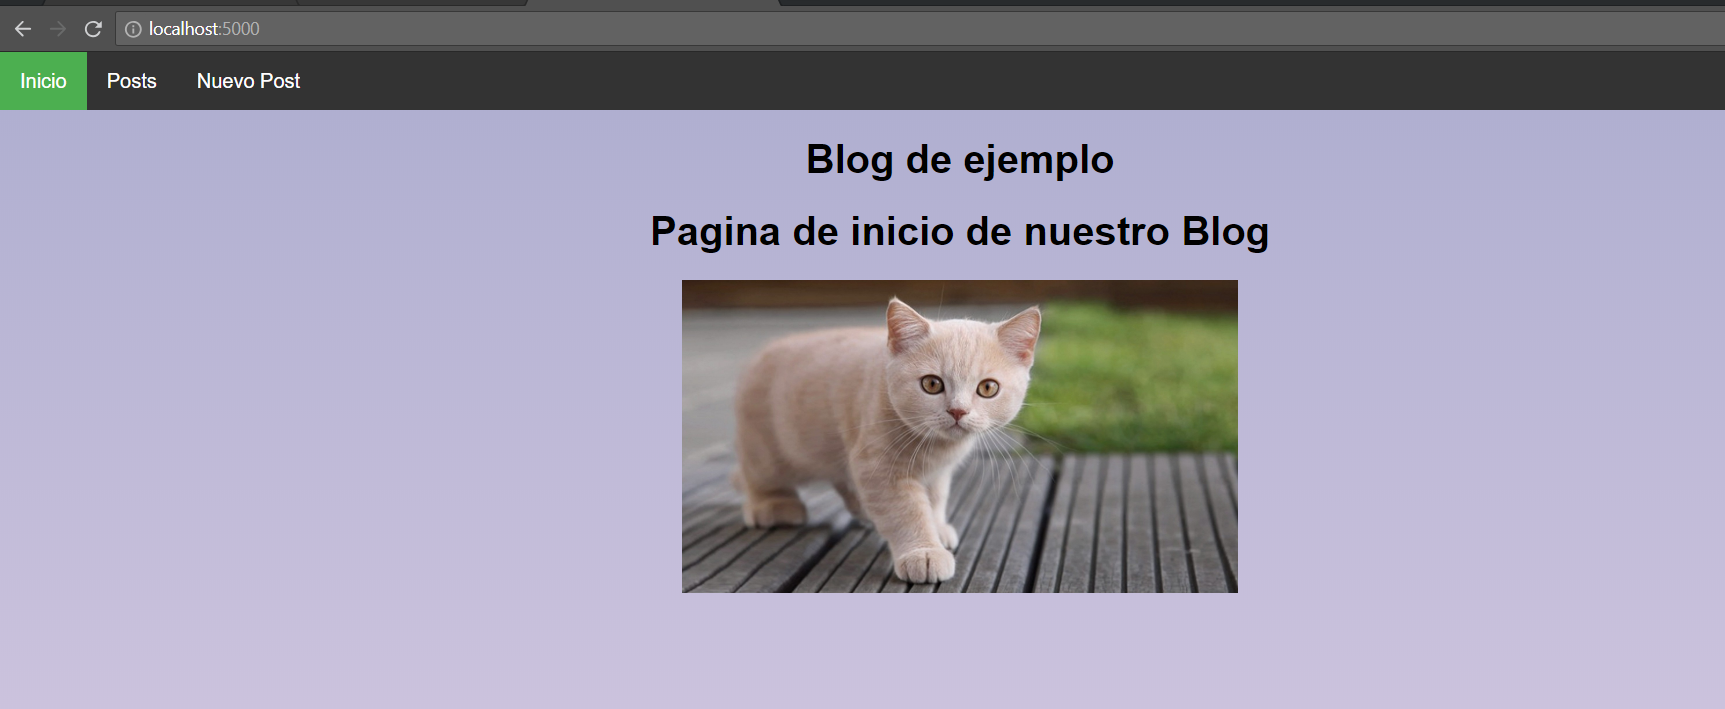 localhost:5000
Inicio Posts Nuevo Post
Blog de ejemplo
Pagina de inicio de nuestro Blog